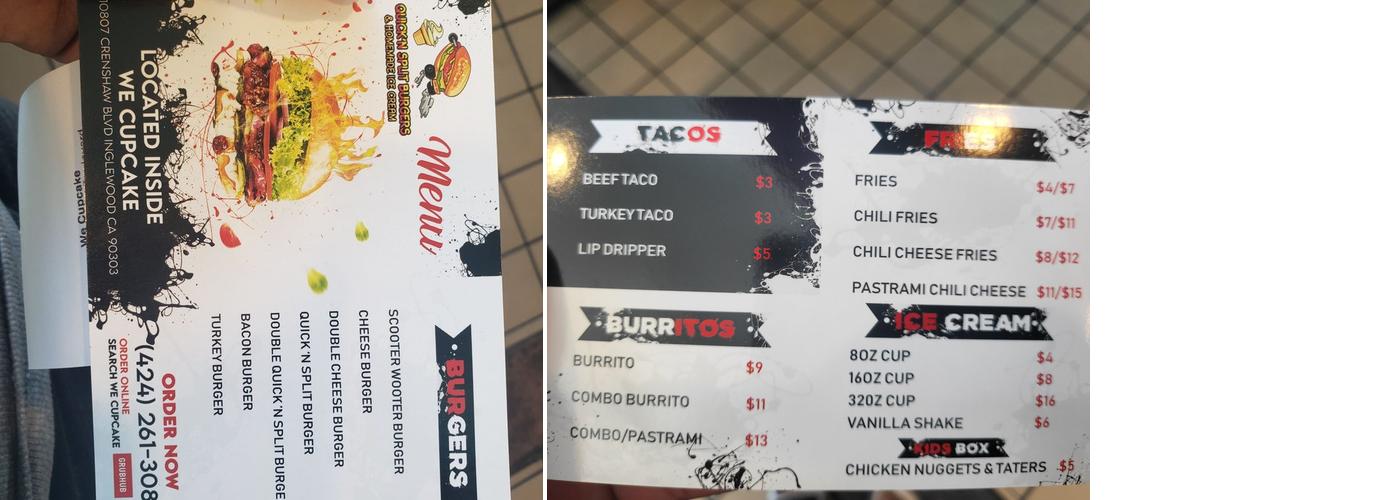 QUICK'N SPLIT BURGERS
& HOMEMADE ICE CREAM
Menu
LOCATED INSIDE
WE CUPCAKE
10807 CRENSHAW BLVD INGLEWOOD CA 90303
BURGERS
SCOOTER WOOTER BURGER
CHEESE BURGER
DOUBLE CHEESE BURGER
QUICK'N SPLIT BURGER
DOUBLE QUICK'N SPLIT BURGE
BACON BURGER
TURKEY BURGER
ORDER NOW
(424) 261-308
ORDER ONLINE
SEARCH WE CUPCAKE
GRUBHUB
We Cupcake
TACOS
BEEF TACO $3
TURKEY TACO $3
LIP DRIPPER $5
BURRITOS
BURRITO $9
COMBO BURRITO $11
COMBO/PASTRAMI $13
FRIES
FRIES $4/$7
CHILI FRIES $7/$11
CHILI CHEESE FRIES $8/$12
PASTRAMI CHILI CHEESE $11/$15
ICE CREAM
8OZ CUP $4
16OZ CUP $8
32OZ CUP $16
VANILLA SHAKE $6
KIDS BOX
CHICKEN NUGGETS & TATERS $5